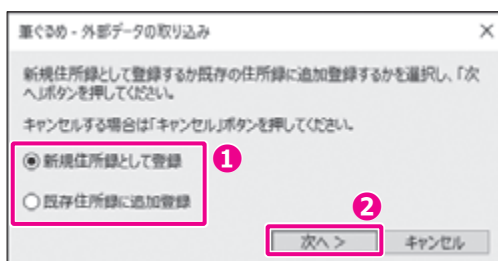 筆ぐるめ - 外部データの取り込み
新規住所録として登録するか既存の住所録に追加登録するかを選択し、「次
へ」ボタンを押してください。
キャンセルする場合は「キャンセル」ボタンを押してください。
新規住所録として登録
1
既存住所録に追加登録
2
次へ >
キャンセル